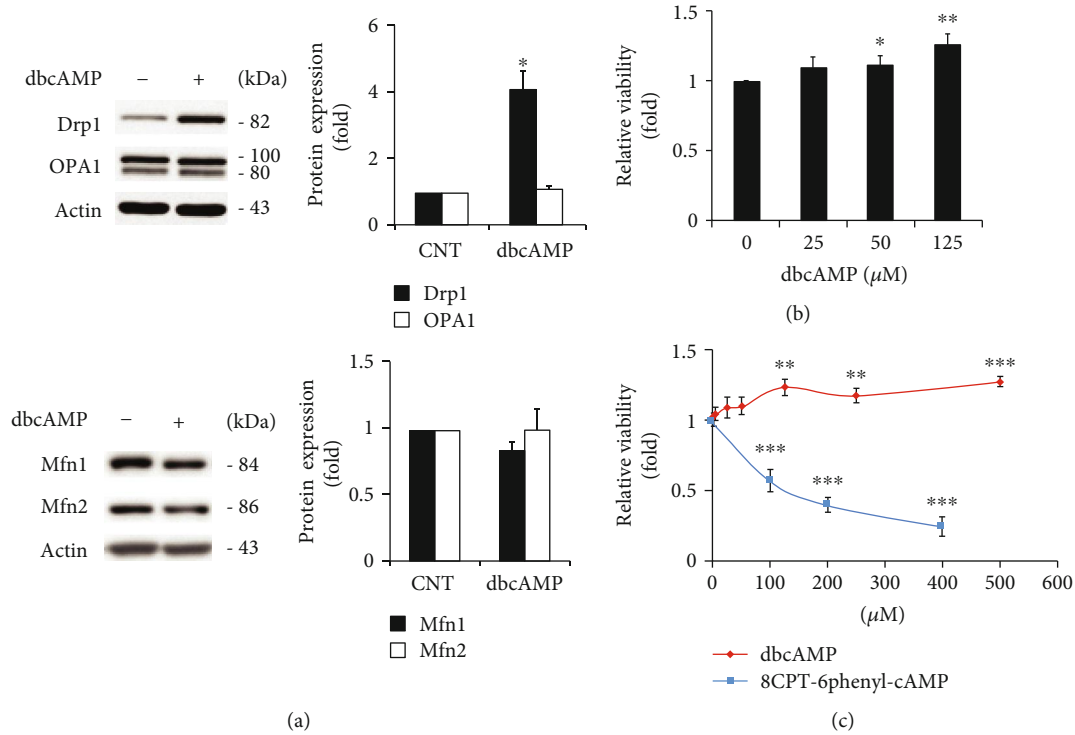 dbcAMP − + (kDa)
Drp1 - 82
OPA1 - 100
- 80
Actin - 43
Protein expression
(fold)
6
4
2
0
*
CNT dbcAMP
Drp1
OPA1
dbcAMP − + (kDa)
Mfn1 - 84
Mfn2 - 86
Actin - 43
Protein expression
(fold)
1.5
1
0.5
0
CNT dbcAMP
Mfn1
Mfn2
(a)
Relative viability
(fold)
1.5
1
0.5
0
* **
0 25 50 125
dbcAMP (μM)
(b)
Relative viability
(fold)
1.5
1
0.5
0
** ** ***
*** *** ***
0 100 200 300 400 500 600
(μM)
dbcAMP
8CPT-6phenyl-cAMP
(c)